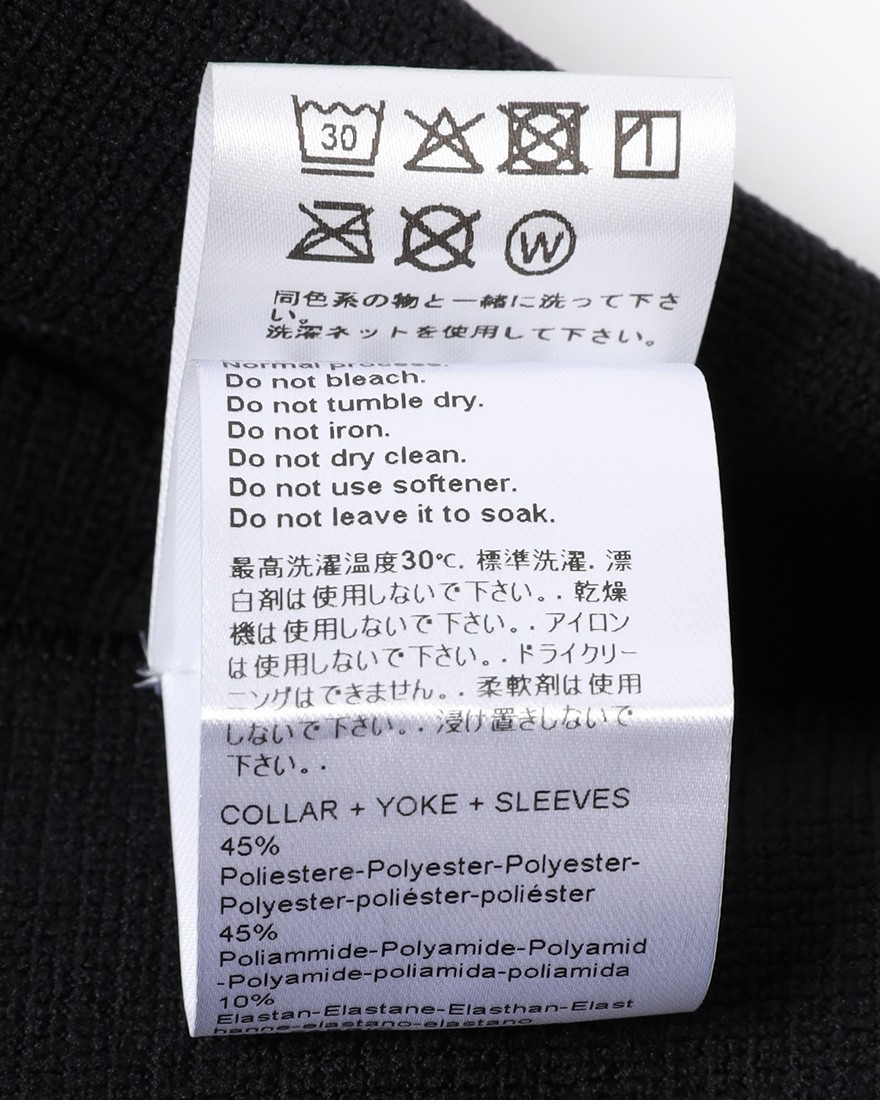 30
W
同色系の物と一緒に洗って下さ
い。
洗濯ネットを使用して下さい。
Normal process.
Do not bleach.
Do not tumble dry.
Do not iron.
Do not dry clean.
Do not use softener.
Do not leave it to soak.
最高洗濯温度30℃. 標準洗濯. 漂
白剤は使用しないで下さい。. 乾燥
機は使用しないで下さい。. アイロン
は使用しないで下さい。. ドライクリー
ニングはできません。. 柔軟剤は使用
しないで下さい。. 浸け置きしないで
下さい。.
COLLAR + YOKE + SLEEVES
45%
Poliestere-Polyester-Polyester-
Polyester-poliéster-poliéster
45%
Poliammide-Polyamide-Polyamid
-Polyamide-poliamida-poliamida
10%
Elastan-Elastane-Elasthan-Elast
hanne-elastano-elastano